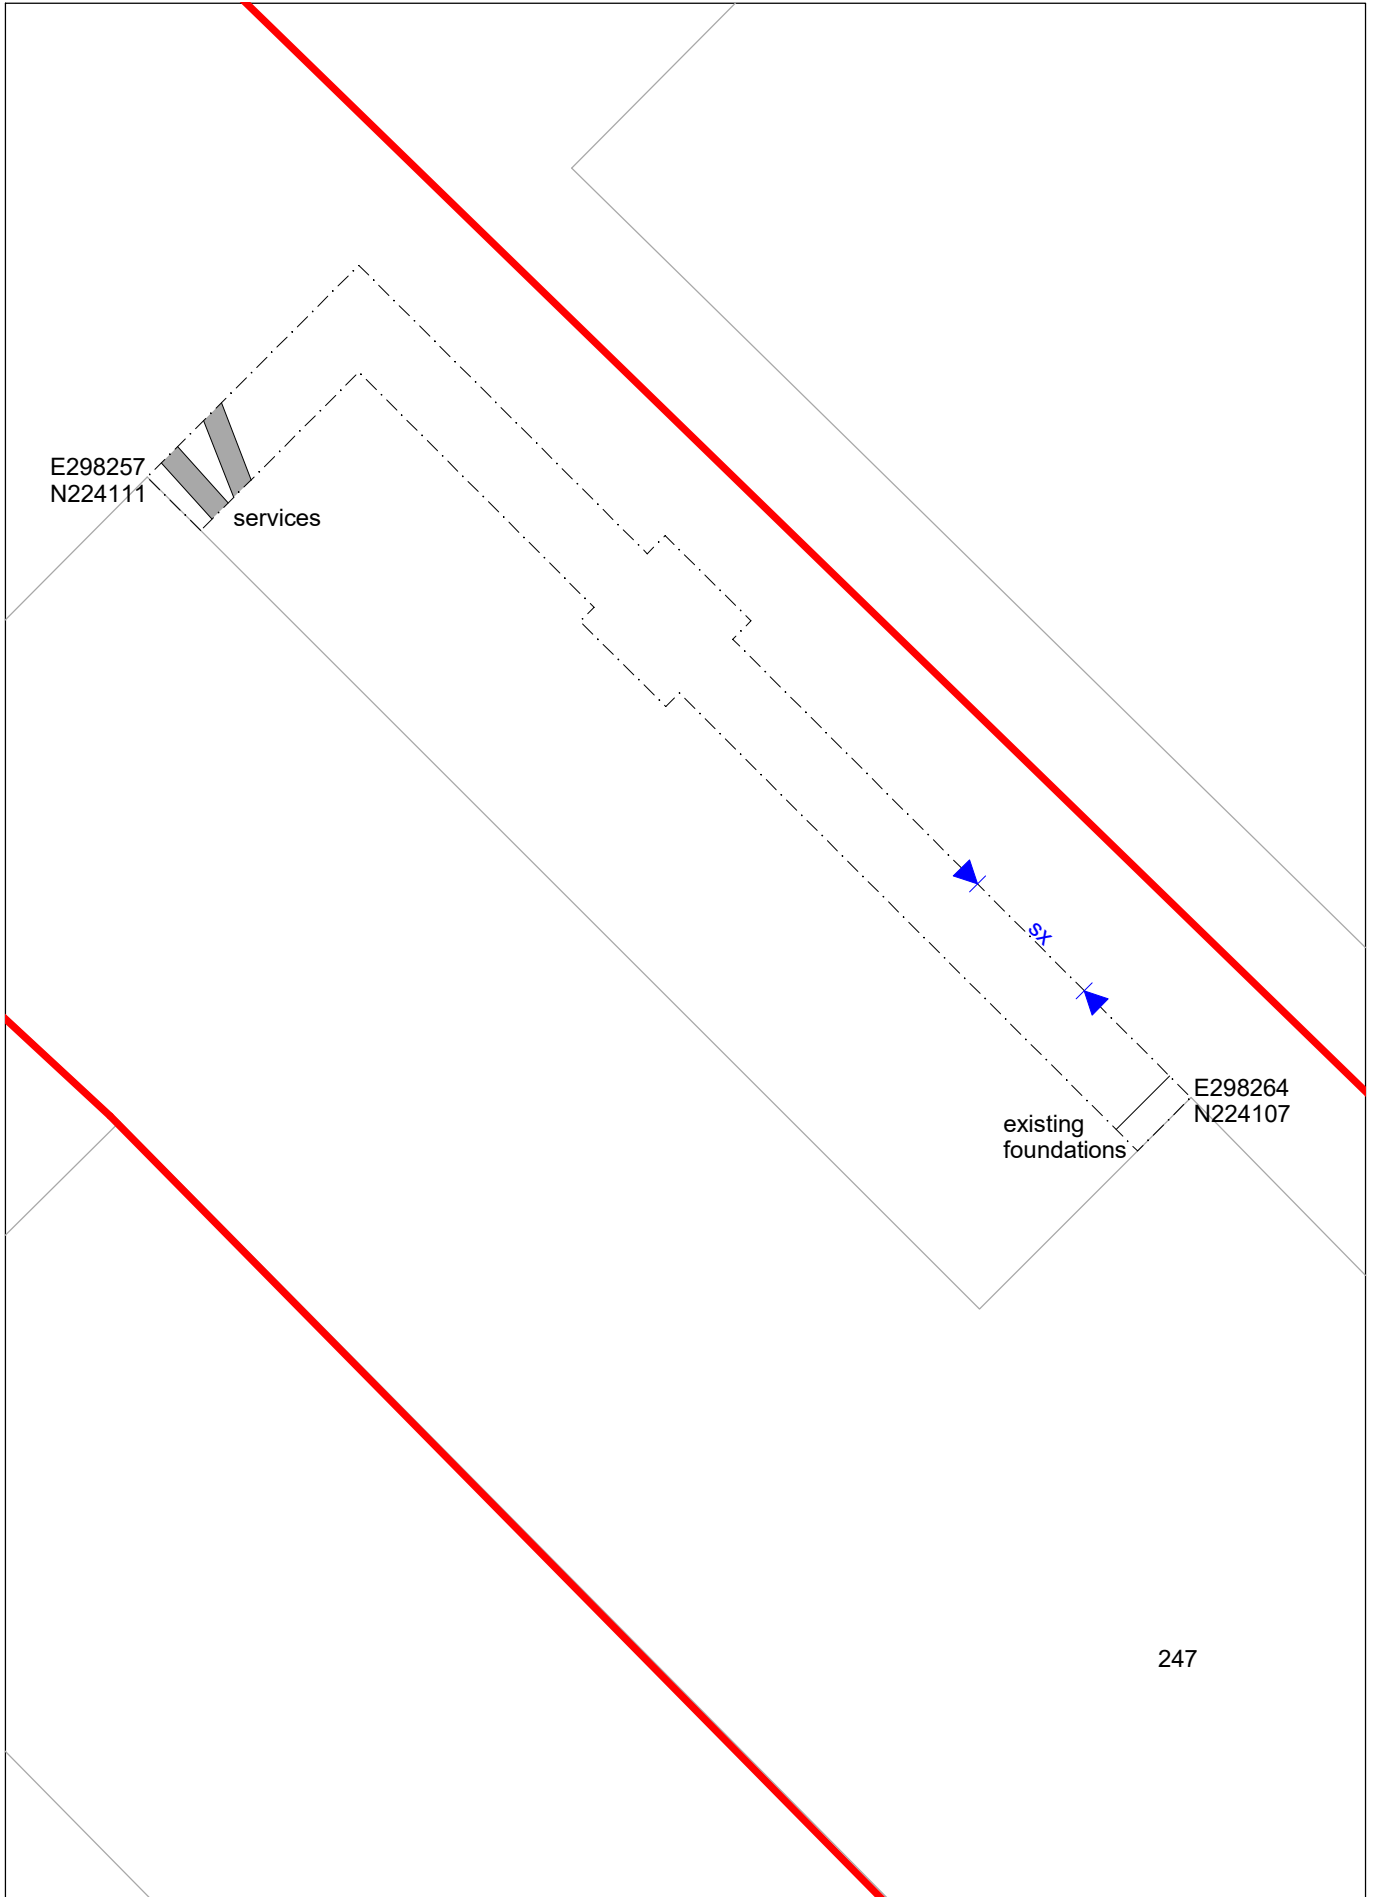 E298257
N224111
services
sx
E298264
N224107
existing
foundations
247